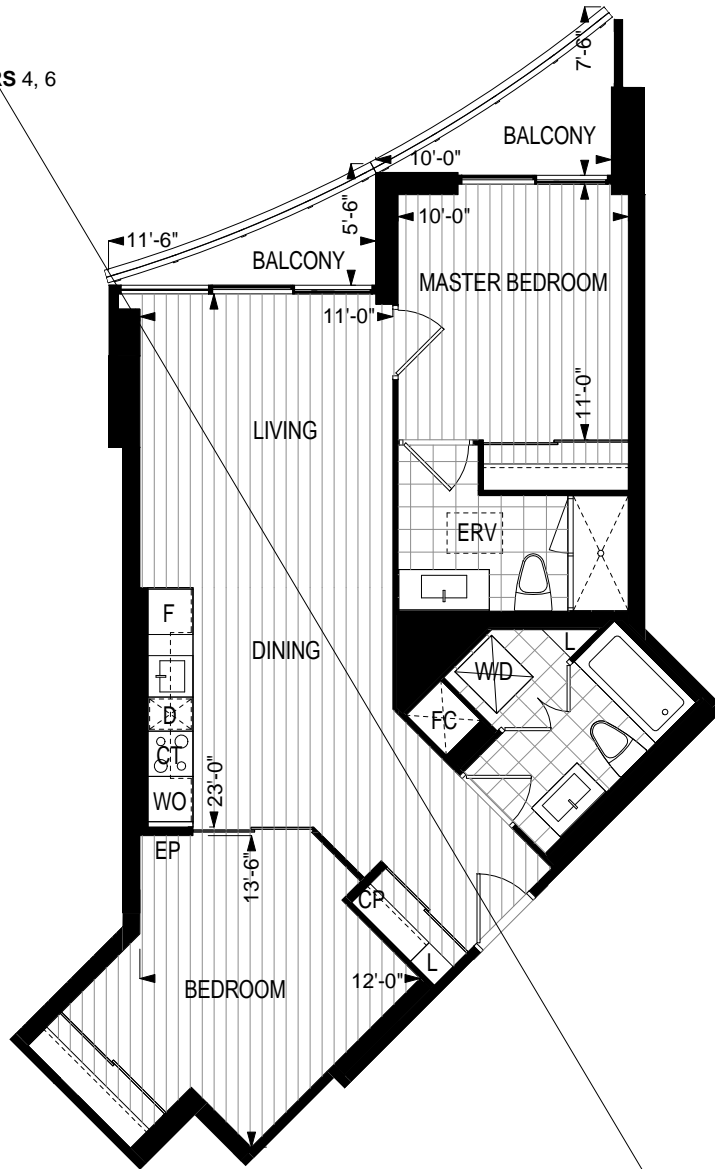 7'-6"
RS 4, 6
BALCONY
10'-0"
5'-6"
11'-6"
10'-0"
BALCONY
MASTER BEDROOM
11'-0"
11'-0"
LIVING
ERV
F
DINING
L
W/D
D
FC
CT
23'-0"
WO
EP
13'-6"
CP
L
12'-0"
BEDROOM